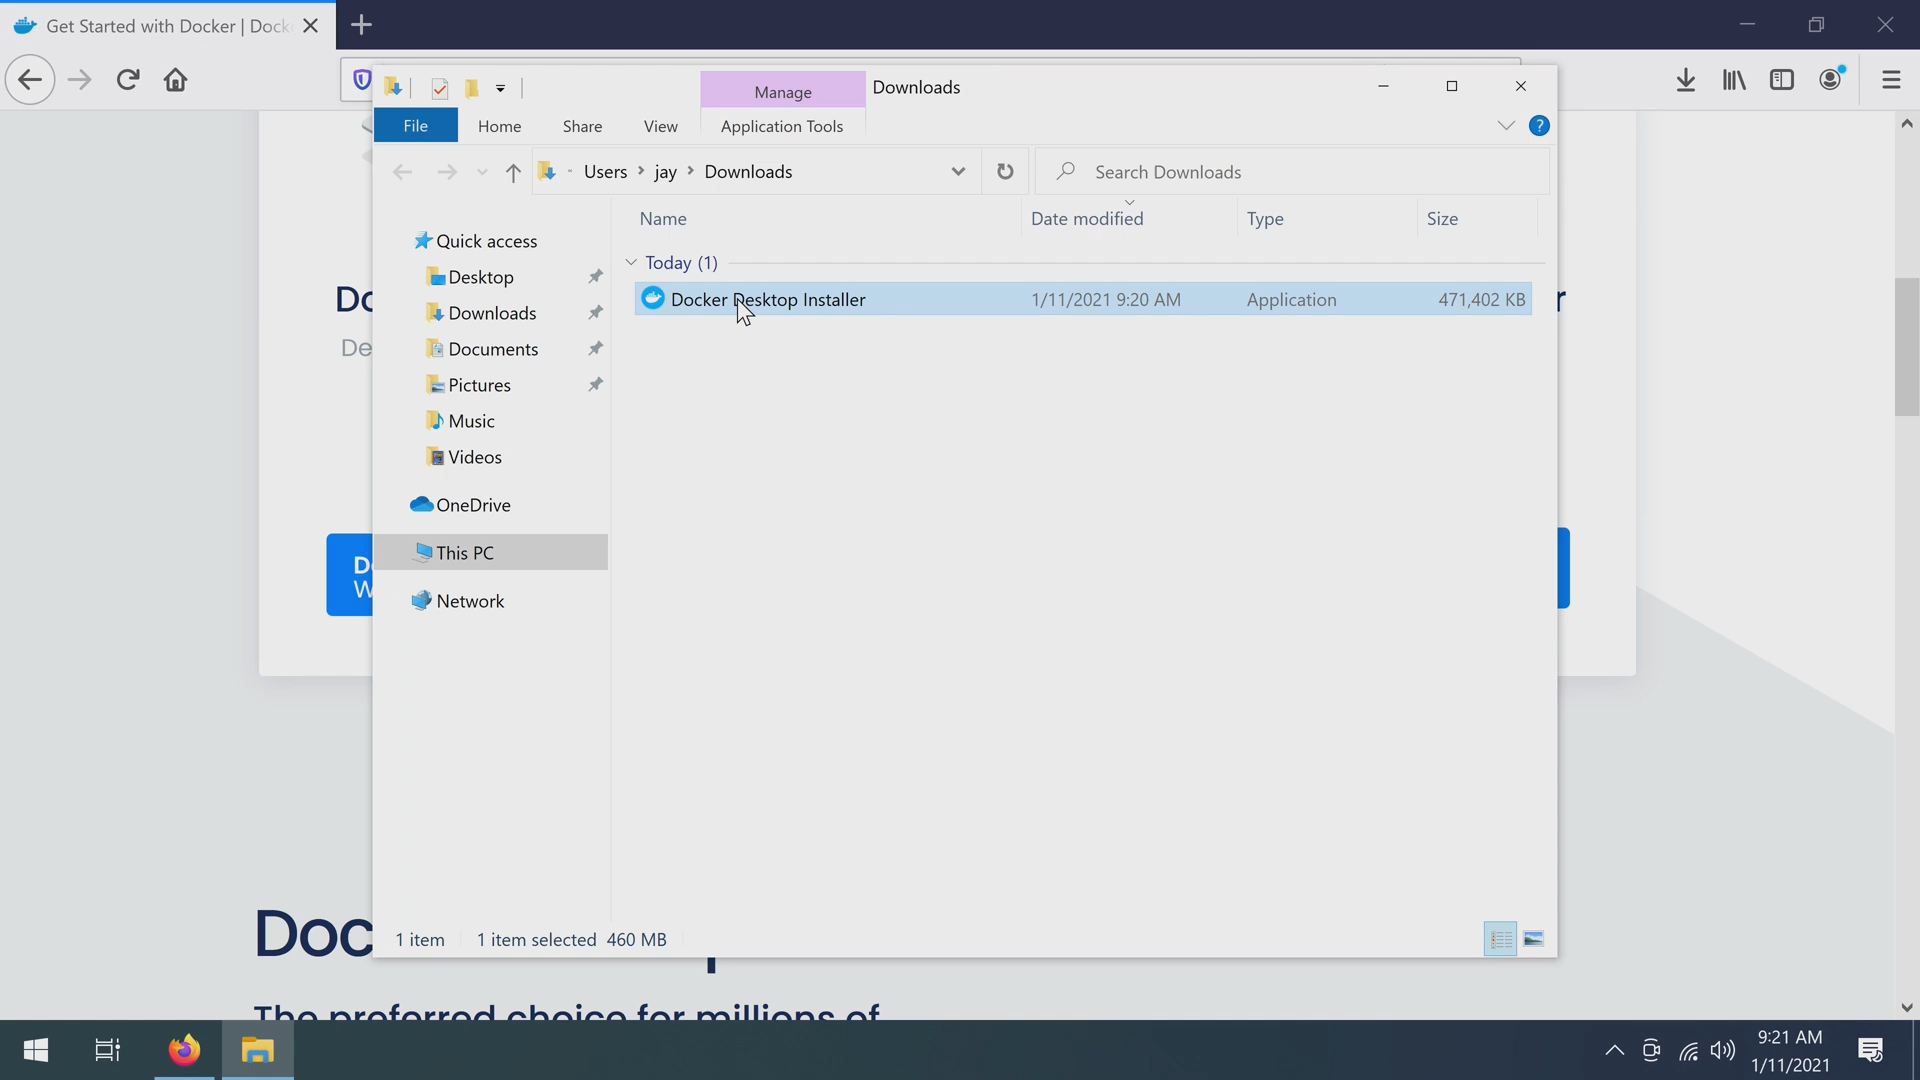 Get Started with Docker | Dock
Manage
Downloads
File
Home
Share
View
Application Tools
Users
jay
Downloads
Search Downloads
Name
Date modified
Type
Size
Quick access
Desktop
Downloads
Documents
Pictures
Music
Videos
OneDrive
This PC
Network
Today (1)
Docker Desktop Installer
1/11/2021 9:20 AM
Application
471,402 KB
Do
De
1 item
1 item selected 460 MB
Doc
The preferred choice for millions of
9:21 AM
1/11/2021